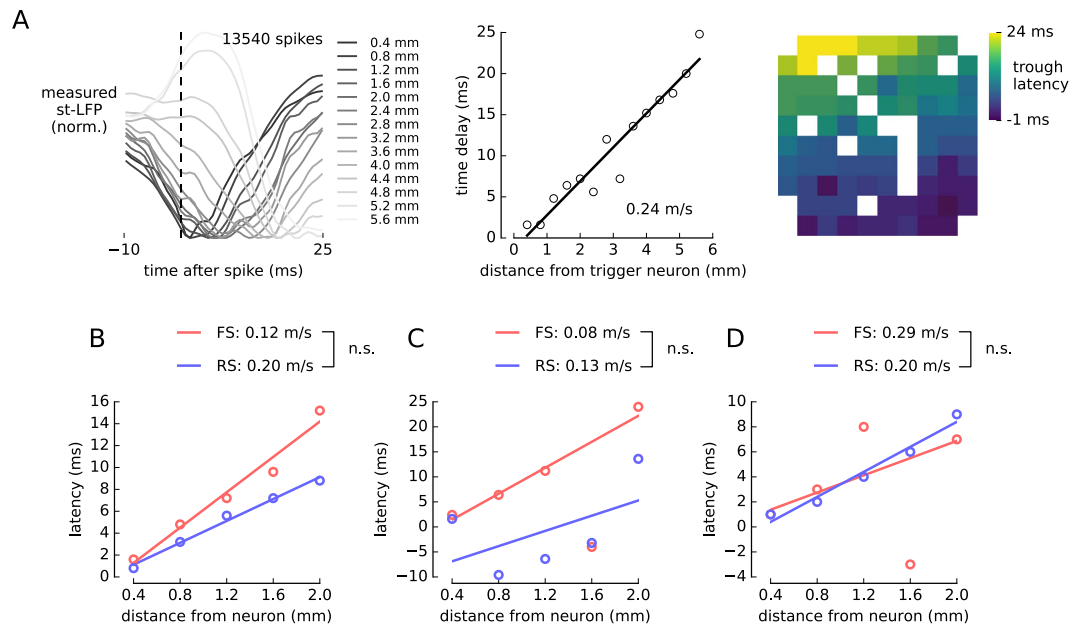 A
13540 spikes
measured
st-LFP
(norm.)
−10
25
time after spike (ms)
0.4 mm
0.8 mm
1.2 mm
1.6 mm
2.0 mm
2.4 mm
2.8 mm
3.2 mm
3.6 mm
4.0 mm
4.4 mm
4.8 mm
5.2 mm
5.6 mm
time delay (ms)
25
20
15
10
5
0
0 1 2 3 4 5 6
0.24 m/s
distance from trigger neuron (mm)
24 ms
trough
latency
-1 ms
B
FS: 0.12 m/s
RS: 0.20 m/s
n.s.
latency (ms)
16
14
12
10
8
6
4
2
0
0.4 0.8 1.2 1.6 2.0
distance from neuron (mm)
C
FS: 0.08 m/s
RS: 0.13 m/s
n.s.
latency (ms)
25
20
15
10
5
0
−5
−10
0.4 0.8 1.2 1.6 2.0
distance from neuron (mm)
D
FS: 0.29 m/s
RS: 0.20 m/s
n.s.
latency (ms)
10
8
6
4
2
0
−2
−4
0.4 0.8 1.2 1.6 2.0
distance from neuron (mm)